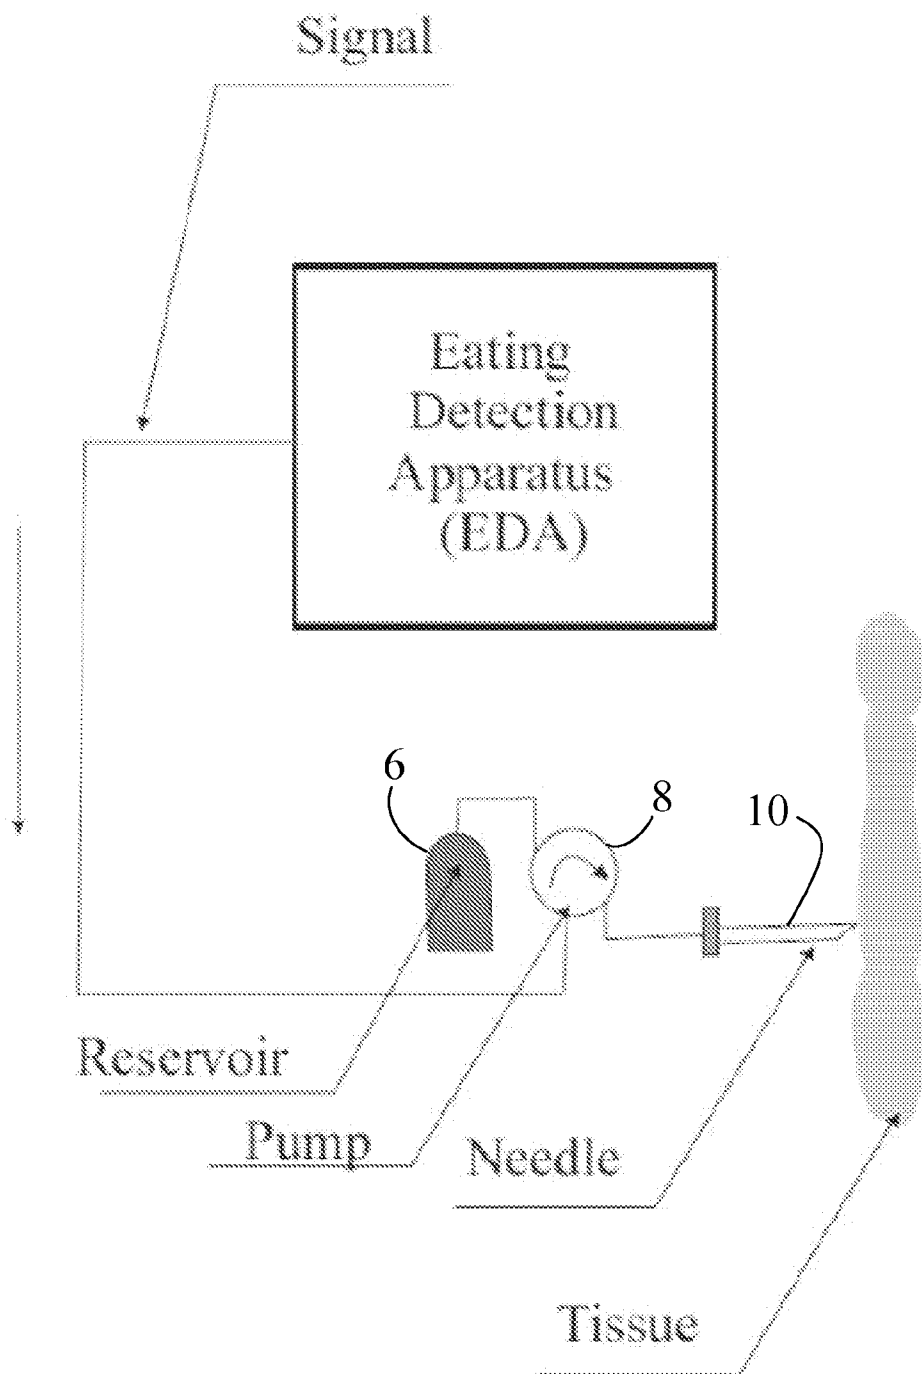 Signal
Eating
Detection
Apparatus
(EDA)
6
8
10
Reservoir
Pump
Needle
Tissue